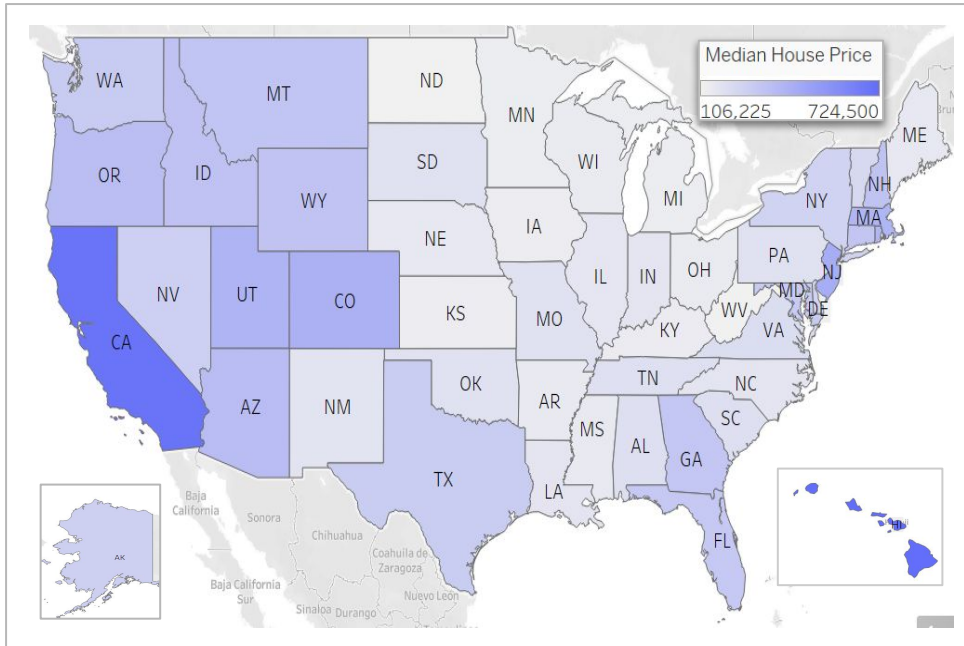 Median House Price
106,225 724,500
WA
MT
ND
MN
ME
OR
ID
SD
WI
NH
WY
MI
NY
MA
NE
IA
PA
NJ
NV
UT
CO
IL
IN
OH
MD
DE
KS
MO
WV
VA
CA
KY
AZ
NM
OK
TN
NC
AR
SC
MS
AL
GA
TX
LA
FL
Baja
California
Sonora
Chihuahua
Coahuila de
Zaragoza
Baja California
Sur
Nuevo León
Sinaloa
Durango
AK
HI